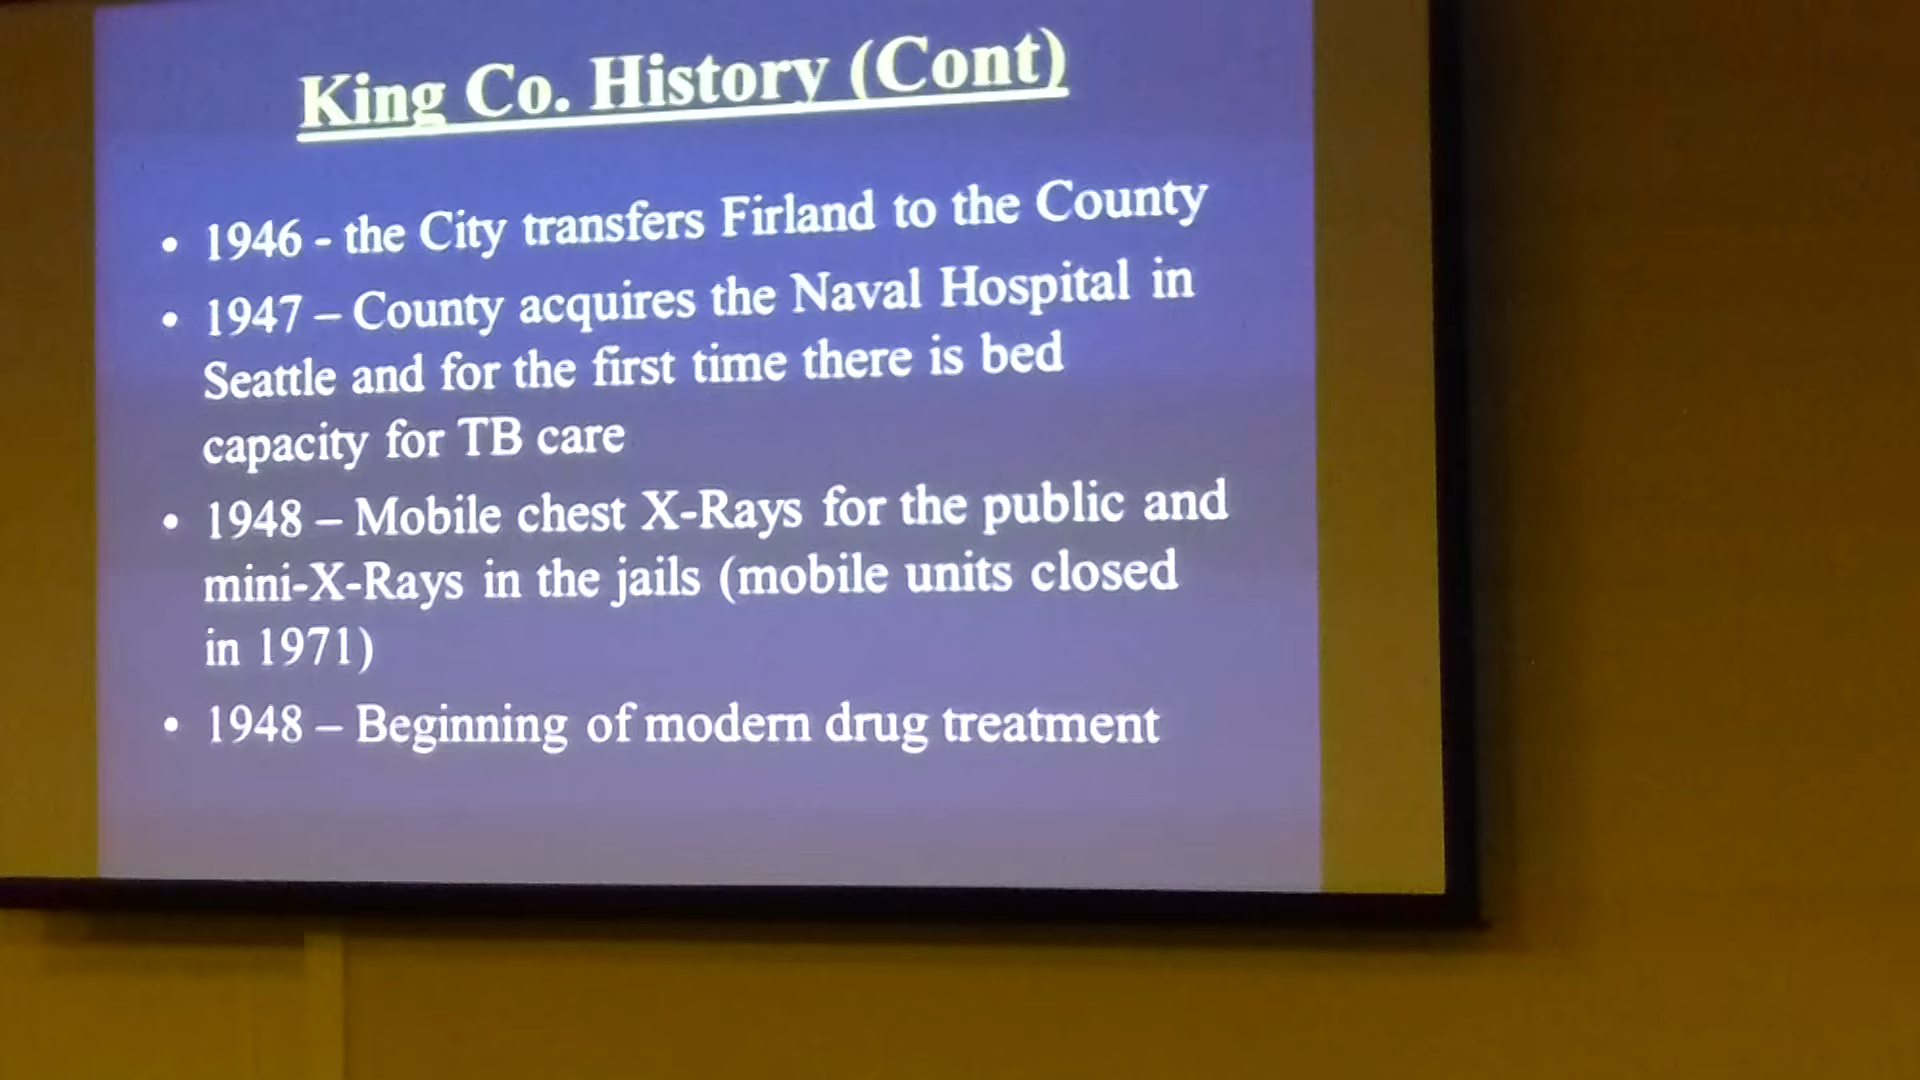 King Co. History (Cont)
• 1946 - the City transfers Firland to the County
• 1947 – County acquires the Naval Hospital in
Seattle and for the first time there is bed
capacity for TB care
• 1948 – Mobile chest X-Rays for the public and
mini-X-Rays in the jails (mobile units closed
in 1971)
• 1948 – Beginning of modern drug treatment